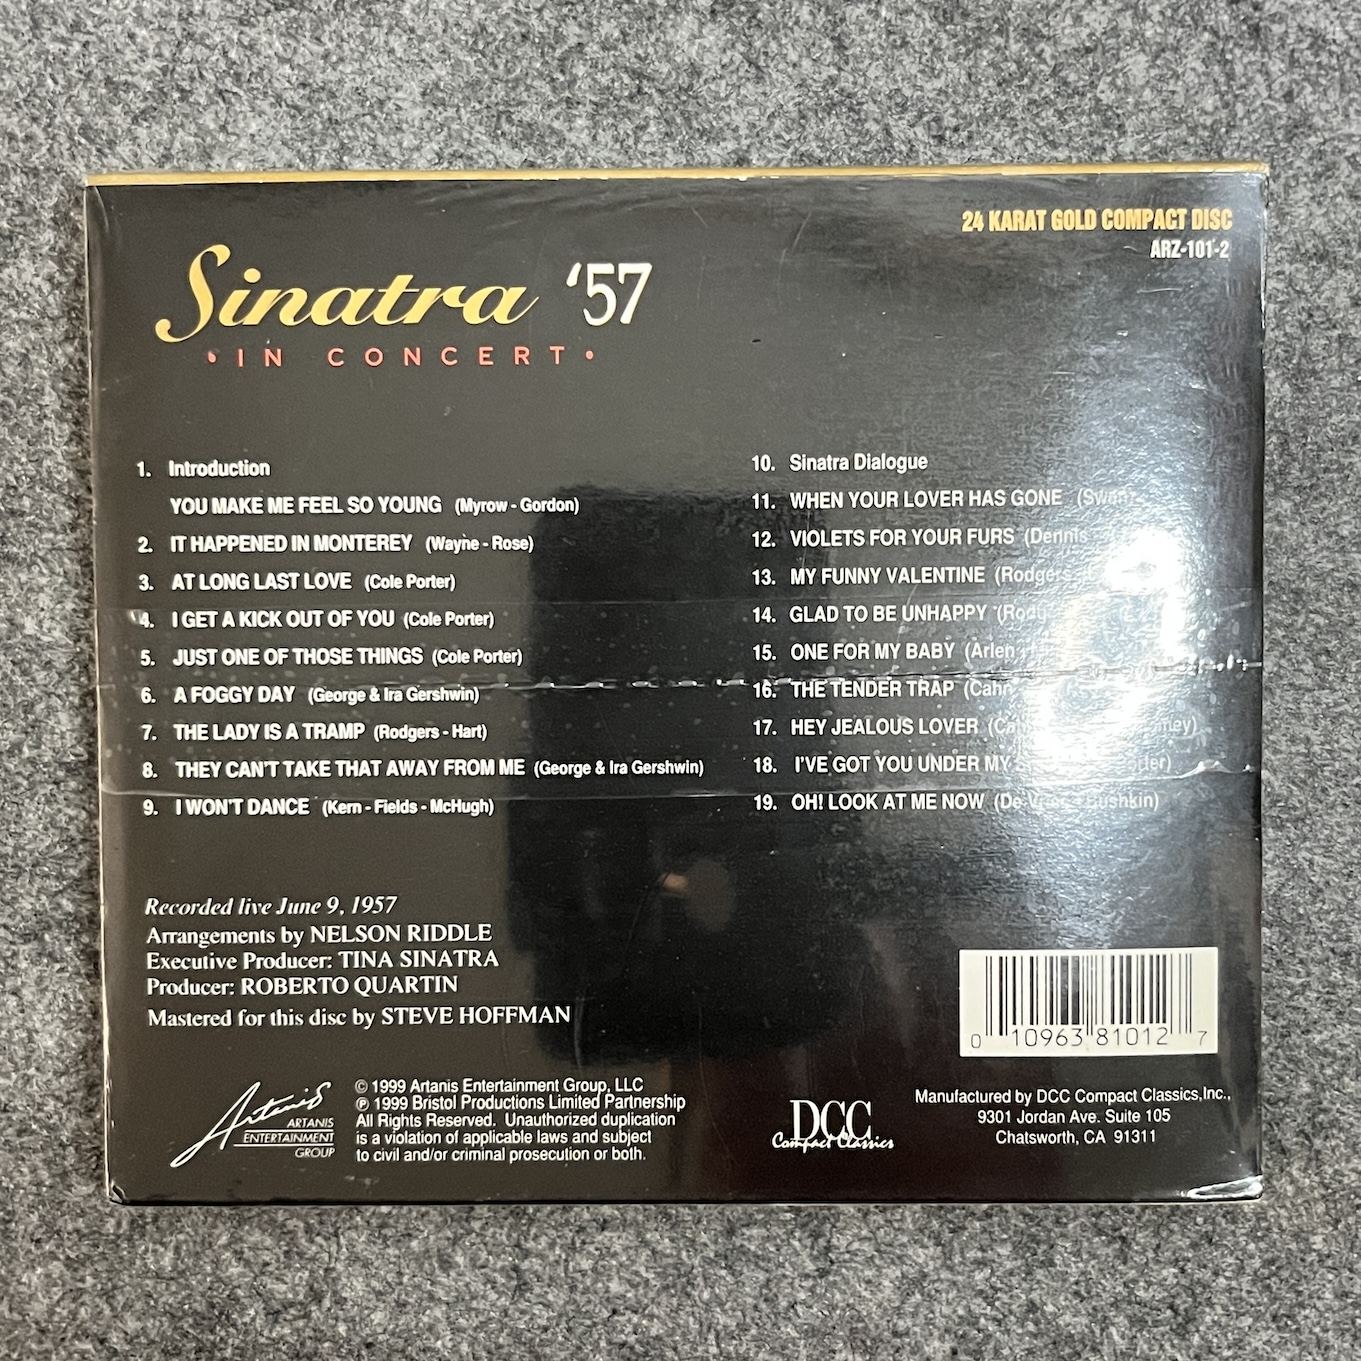 24 KARAT GOLD COMPACT DISC
ARZ-101-2
Sinatra '57
• IN CONCERT •
1. Introduction
YOU MAKE ME FEEL SO YOUNG (Myrow - Gordon)
2. IT HAPPENED IN MONTEREY (Wayne - Rose)
3. AT LONG LAST LOVE (Cole Porter)
4. I GET A KICK OUT OF YOU (Cole Porter)
5. JUST ONE OF THOSE THINGS (Cole Porter)
6. A FOGGY DAY (George & Ira Gershwin)
7. THE LADY IS A TRAMP (Rodgers - Hart)
8. THEY CAN'T TAKE THAT AWAY FROM ME (George & Ira Gershwin)
9. I WON'T DANCE (Kern - Fields - McHugh)
10. Sinatra Dialogue
11. WHEN YOUR LOVER HAS GONE
12. VIOLETS FOR YOUR FURS (Dennis
13. MY FUNNY VALENTINE (Rodgers
14. GLAD TO BE UNHAPPY
15. ONE FOR MY BABY (Arlen
16. THE TENDER TRAP (Cahn
17. HEY JEALOUS LOVER
18. I'VE GOT YOU UNDER MY
19. OH! LOOK AT ME NOW
Recorded live June 9, 1957
Arrangements by NELSON RIDDLE
Executive Producer: TINA SINATRA
Producer: ROBERTO QUARTIN
Mastered for this disc by STEVE HOFFMAN
0 10963 81012 7
Artanis
ARTANIS
ENTERTAINMENT
GROUP
© 1999 Artanis Entertainment Group, LLC
℗ 1999 Bristol Productions Limited Partnership
All Rights Reserved. Unauthorized duplication
is a violation of applicable laws and subject
to civil and/or criminal prosecution or both.
DCC
Compact Classics
Manufactured by DCC Compact Classics,Inc.,
9301 Jordan Ave. Suite 105
Chatsworth, CA 91311